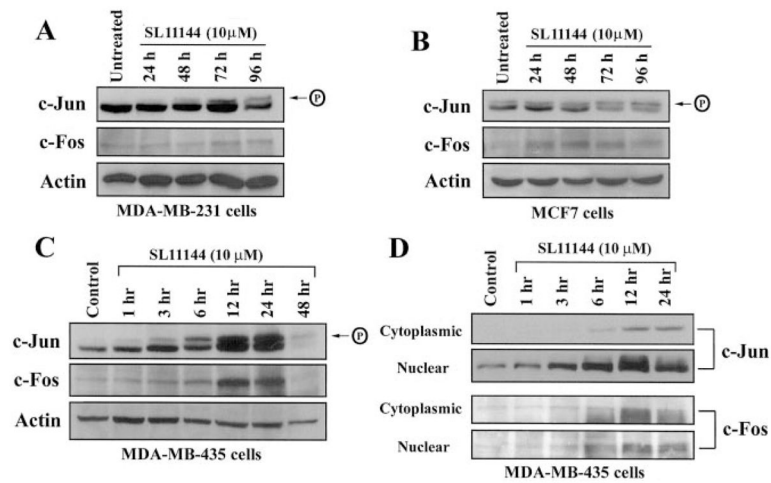 A
SL11144 (10µM)
Untreated
24 h
48 h
72 h
96 h
c-Jun
P
c-Fos
Actin
MDA-MB-231 cells
B
SL11144 (10µM)
Untreated
24 h
48 h
72 h
96 h
c-Jun
P
c-Fos
Actin
MCF7 cells
C
SL11144 (10 µM)
Control
1 hr
3 hr
6 hr
12 hr
24 hr
48 hr
c-Jun
P
c-Fos
Actin
MDA-MB-435 cells
D
SL11144 (10 µM)
Control
1 hr
3 hr
6 hr
12 hr
24 hr
Cytoplasmic
c-Jun
Nuclear
Cytoplasmic
c-Fos
Nuclear
MDA-MB-435 cells